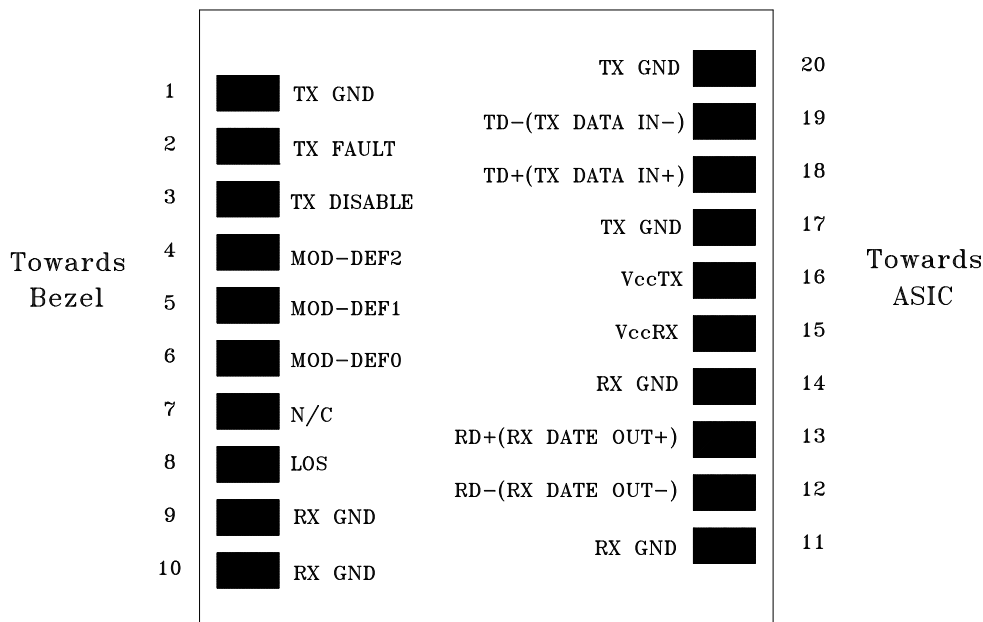 Towards
Bezel
1 TX GND
2 TX FAULT
3 TX DISABLE
4 MOD-DEF2
5 MOD-DEF1
6 MOD-DEF0
7 N/C
8 LOS
9 RX GND
10 RX GND
TX GND 20
TD-(TX DATA IN-) 19
TD+(TX DATA IN+) 18
TX GND 17
VccTX 16
VccRX 15
RX GND 14
RD+(RX DATE OUT+) 13
RD-(RX DATE OUT-) 12
RX GND 11
Towards
ASIC